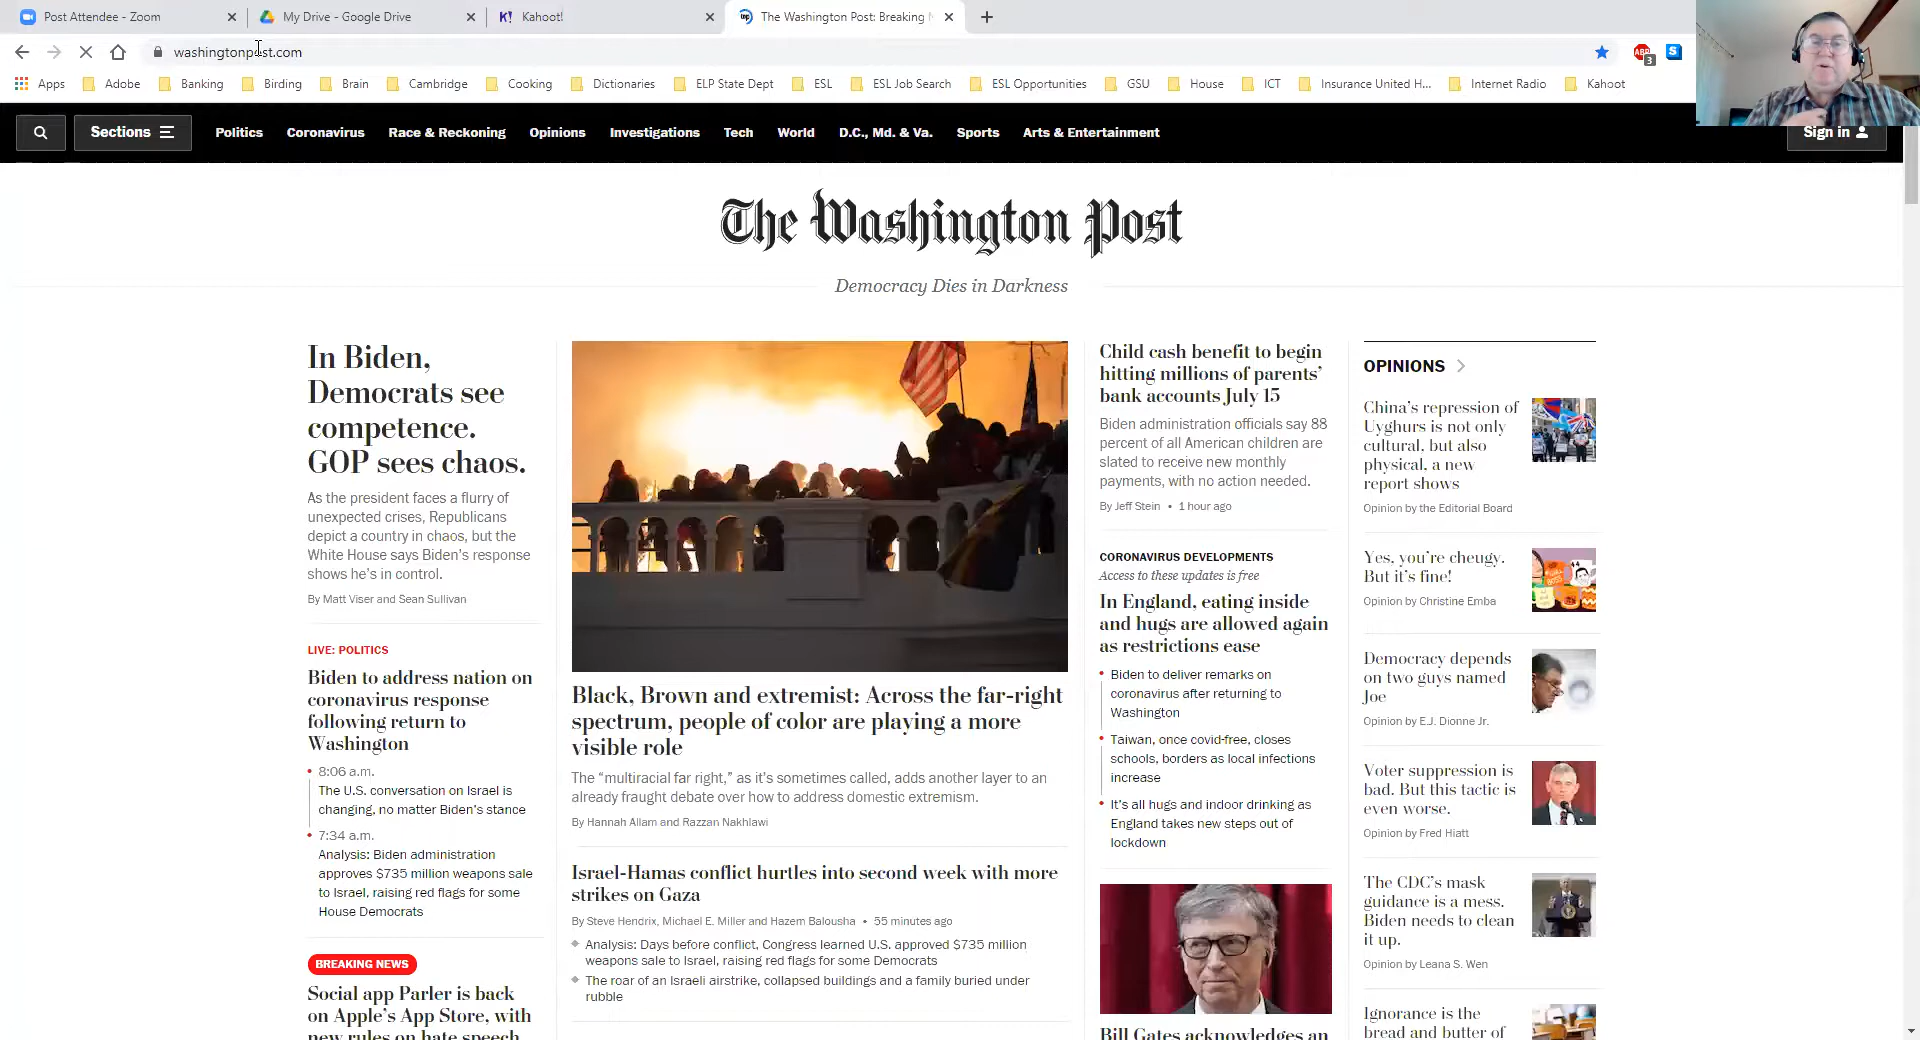 Post Attendee - Zoom
My Drive - Google Drive
Kahoot!
The Washington Post: Breaking
washingtonpost.com
ABP
3
S
Apps
Adobe
Banking
Birding
Brain
Cambridge
Cooking
Dictionaries
ELP State Dept
ESL
ESL Job Search
ESL Opportunities
GSU
House
ICT
Insurance United H...
Internet Radio
Kahoot
Sections
Politics
Coronavirus
Race & Reckoning
Opinions
Investigations
Tech
World
D.C., Md. & Va.
Sports
Arts & Entertainment
Sign in
The Washington Post
Democracy Dies in Darkness
In Biden,
Democrats see
competence.
GOP sees chaos.
As the president faces a flurry of
unexpected crises, Republicans
depict a country in chaos, but the
White House says Biden's response
shows he's in control.
By Matt Viser and Sean Sullivan
LIVE: POLITICS
Biden to address nation on
coronavirus response
following return to
Washington
8:06 a.m.
The U.S. conversation on Israel is
changing, no matter Biden's stance
7:34 a.m.
Analysis: Biden administration
approves $735 million weapons sale
to Israel, raising red flags for some
House Democrats
BREAKING NEWS
Social app Parler is back
on Apple's App Store, with
new rules on hate speech
Black, Brown and extremist: Across the far-right
spectrum, people of color are playing a more
visible role
The “multiracial far right,” as it's sometimes called, adds another layer to an
already fraught debate over how to address domestic extremism.
By Hannah Allam and Razzan Nakhlawi
Israel-Hamas conflict hurtles into second week with more
strikes on Gaza
By Steve Hendrix, Michael E. Miller and Hazem Balousha • 55 minutes ago
Analysis: Days before conflict, Congress learned U.S. approved $735 million
weapons sale to Israel, raising red flags for some Democrats
The roar of an Israeli airstrike, collapsed buildings and a family buried under
rubble
Child cash benefit to begin
hitting millions of parents'
bank accounts July 15
Biden administration officials say 88
percent of all American children are
slated to receive new monthly
payments, with no action needed.
By Jeff Stein • 1 hour ago
CORONAVIRUS DEVELOPMENTS
Access to these updates is free
In England, eating inside
and hugs are allowed again
as restrictions ease
Biden to deliver remarks on
coronavirus after returning to
Washington
Taiwan, once covid-free, closes
schools, borders as local infections
increase
It's all hugs and indoor drinking as
England takes new steps out of
lockdown
Bill Gates acknowledges an
OPINIONS
China's repression of
Uyghurs is not only
cultural, but also
physical, a new
report shows
Opinion by the Editorial Board
Yes, you're cheugy.
But it's fine!
Opinion by Christine Emba
Democracy depends
on two guys named
Joe
Opinion by E.J. Dionne Jr.
Voter suppression is
bad. But this tactic is
even worse.
Opinion by Fred Hiatt
The CDC's mask
guidance is a mess.
Biden needs to clean
it up.
Opinion by Leana S. Wen
Ignorance is the
bread and butter of